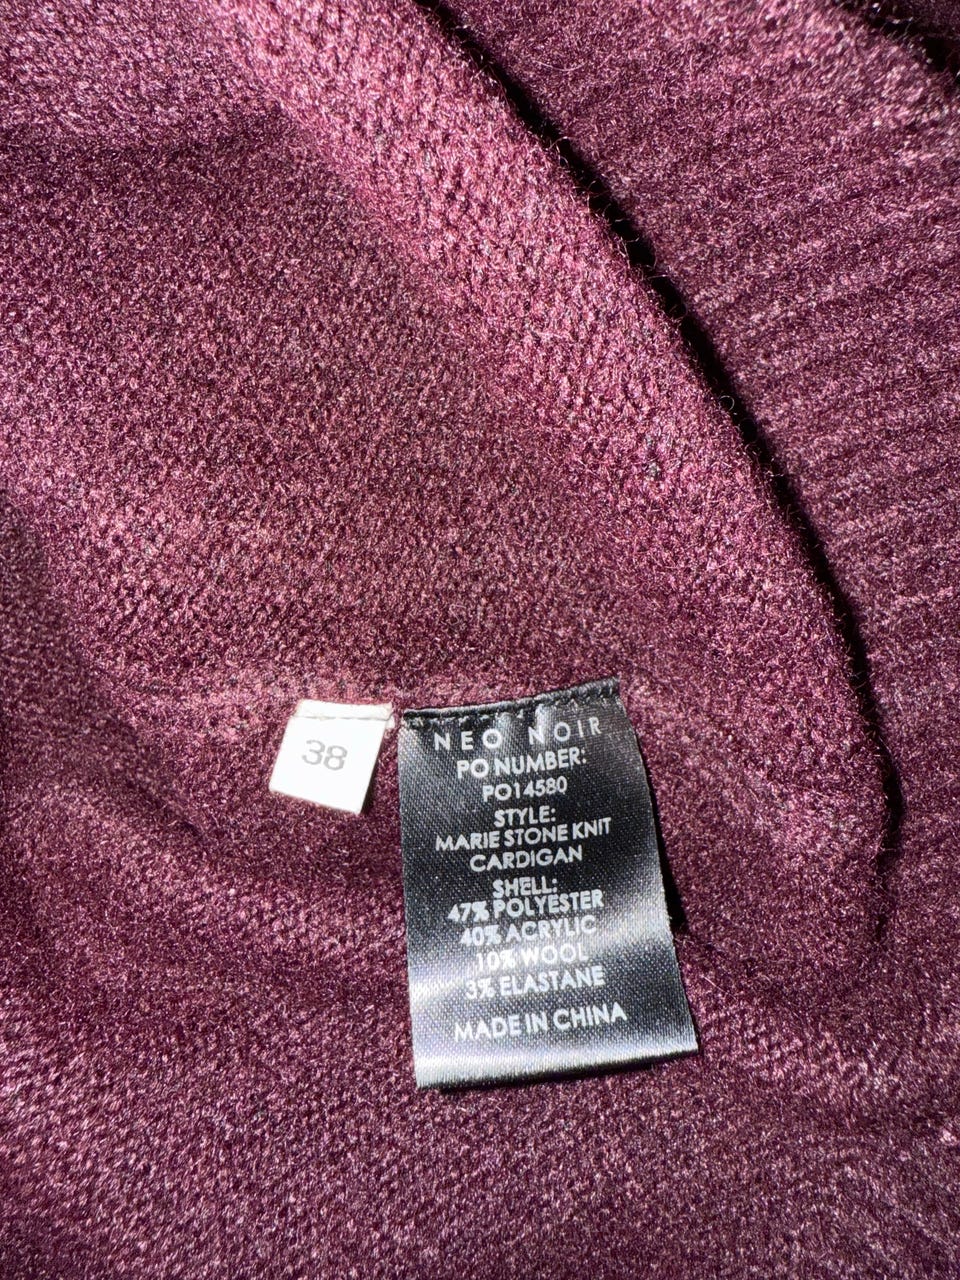 38
NEO NOIR
PO NUMBER:
PO14580
STYLE:
MARIE STONE KNIT
CARDIGAN
SHELL:
47% POLYESTER
40% ACRYLIC
10% WOOL
3% ELASTANE
MADE IN CHINA